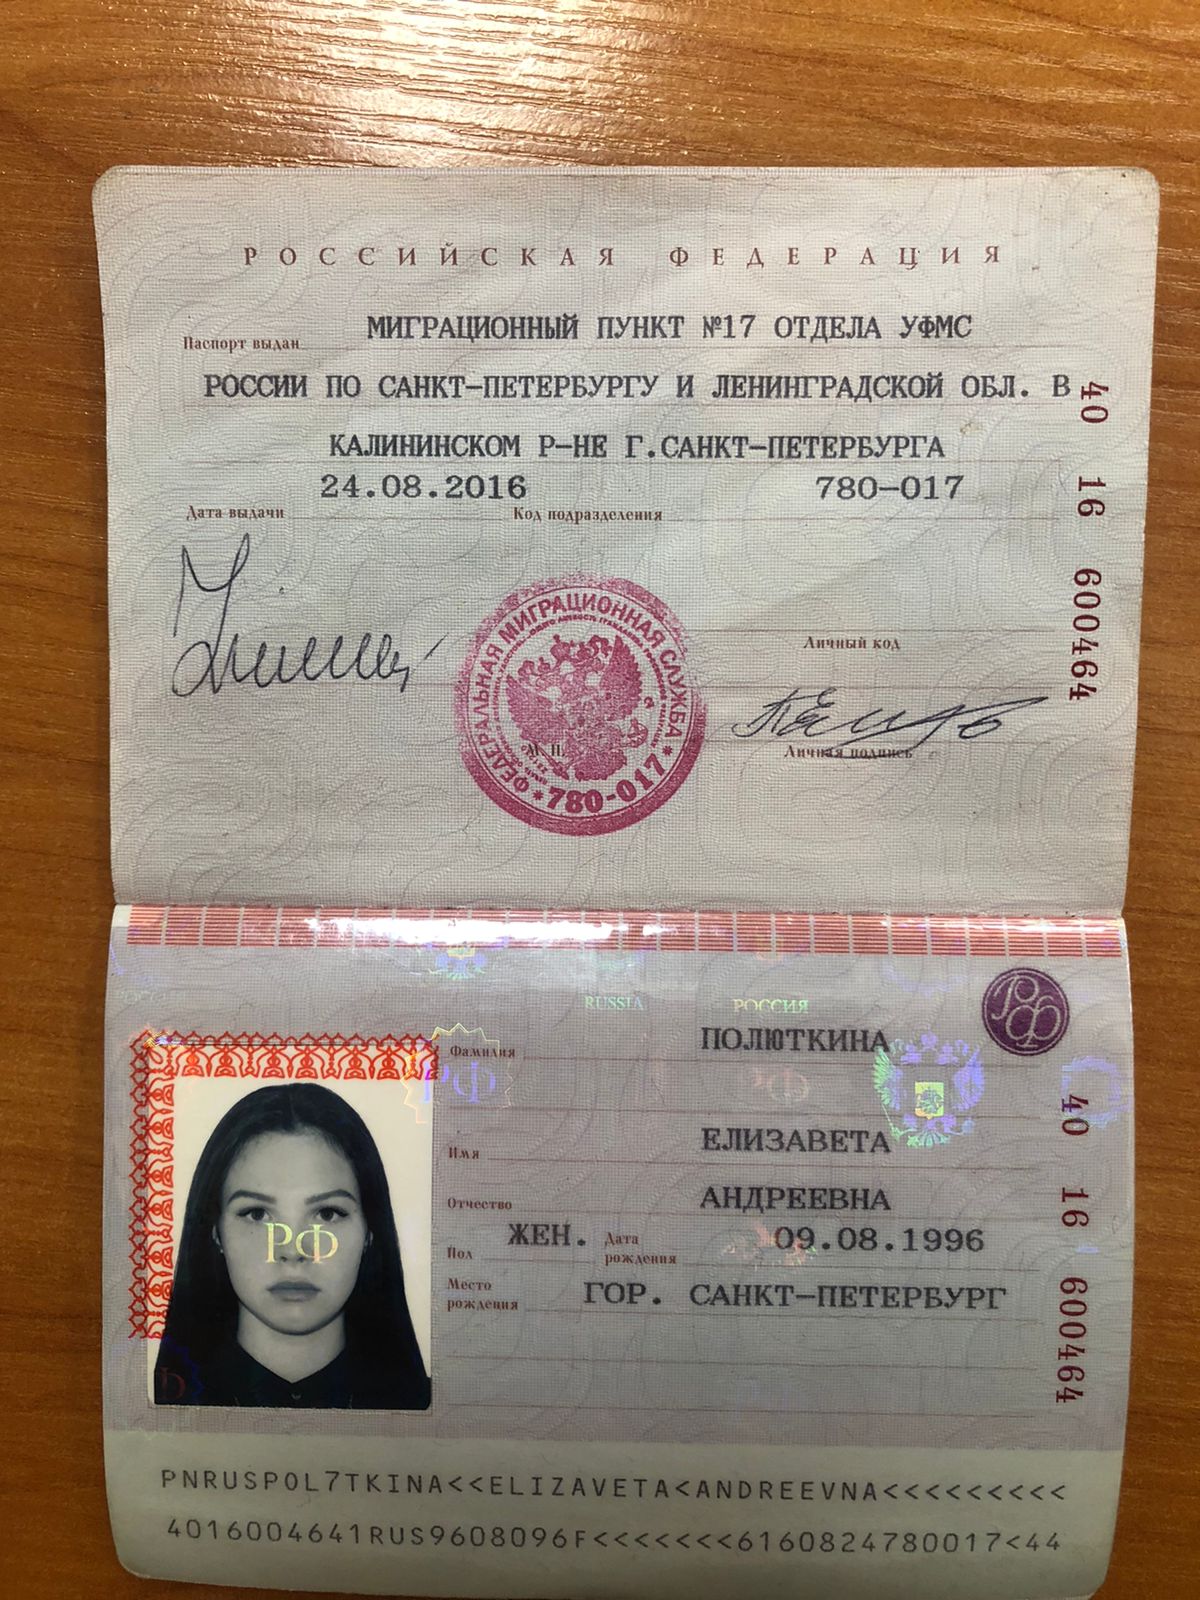 РОССИЙСКАЯ ФЕДЕРАЦИЯ
Паспорт выдан МИГРАЦИОННЫЙ ПУНКТ №17 ОТДЕЛА УФМС
РОССИИ ПО САНКТ-ПЕТЕРБУРГУ И ЛЕНИНГРАДСКОЙ ОБЛ. В
КАЛИНИНСКОМ Р-НЕ Г.САНКТ-ПЕТЕРБУРГА
24.08.2016 780-017
Дата выдачи Код подразделения
40 16 600464
ФЕДЕРАЛЬНАЯ МИГРАЦИОННАЯ СЛУЖБА
*780-017*
М. П.
Личный код
Личная подпись
RUSSIA РОССИЯ
РФ
Фамилия ПОЛЮТКИНА
Имя ЕЛИЗАВЕТА
Отчество АНДРЕЕВНА
Пол ЖЕН. Дата рождения 09.08.1996
Место рождения ГОР. САНКТ-ПЕТЕРБУРГ
РФ
40 16 600464
PNRUSPOL7TKINA<<ELIZAVETA<ANDREEVNA<<<<<<<<<
4016004641RUS9608096F<<<<<<<6160824780017<44